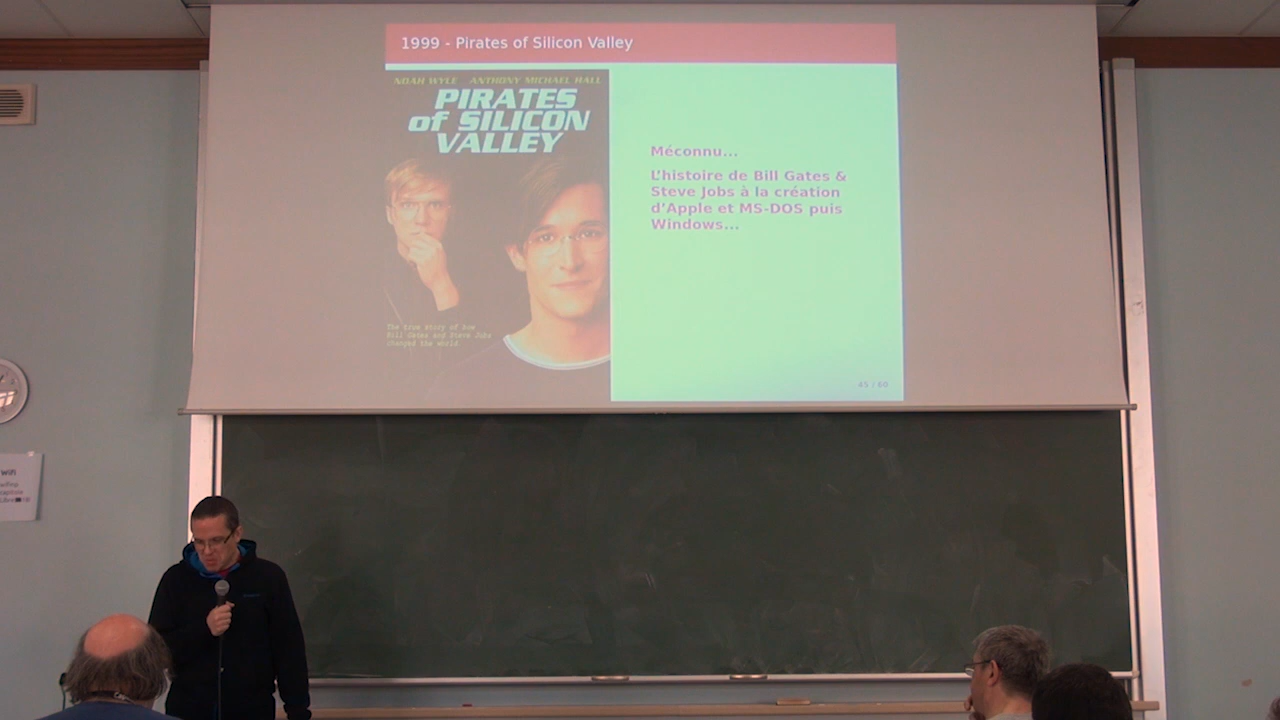 1999 - Pirates of Silicon Valley
NOAH WYLE ANTHONY MICHAEL HALL
PIRATES
of SILICON
VALLEY
Méconnu...
L'histoire de Bill Gates &
Steve Jobs à la création
d'Apple et MS-DOS puis
Windows...
The true story of how
Bill Gates and Steve Jobs
changed the world
45 / 60
WiFi